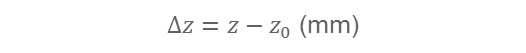 Δz = z − z₀ (mm)